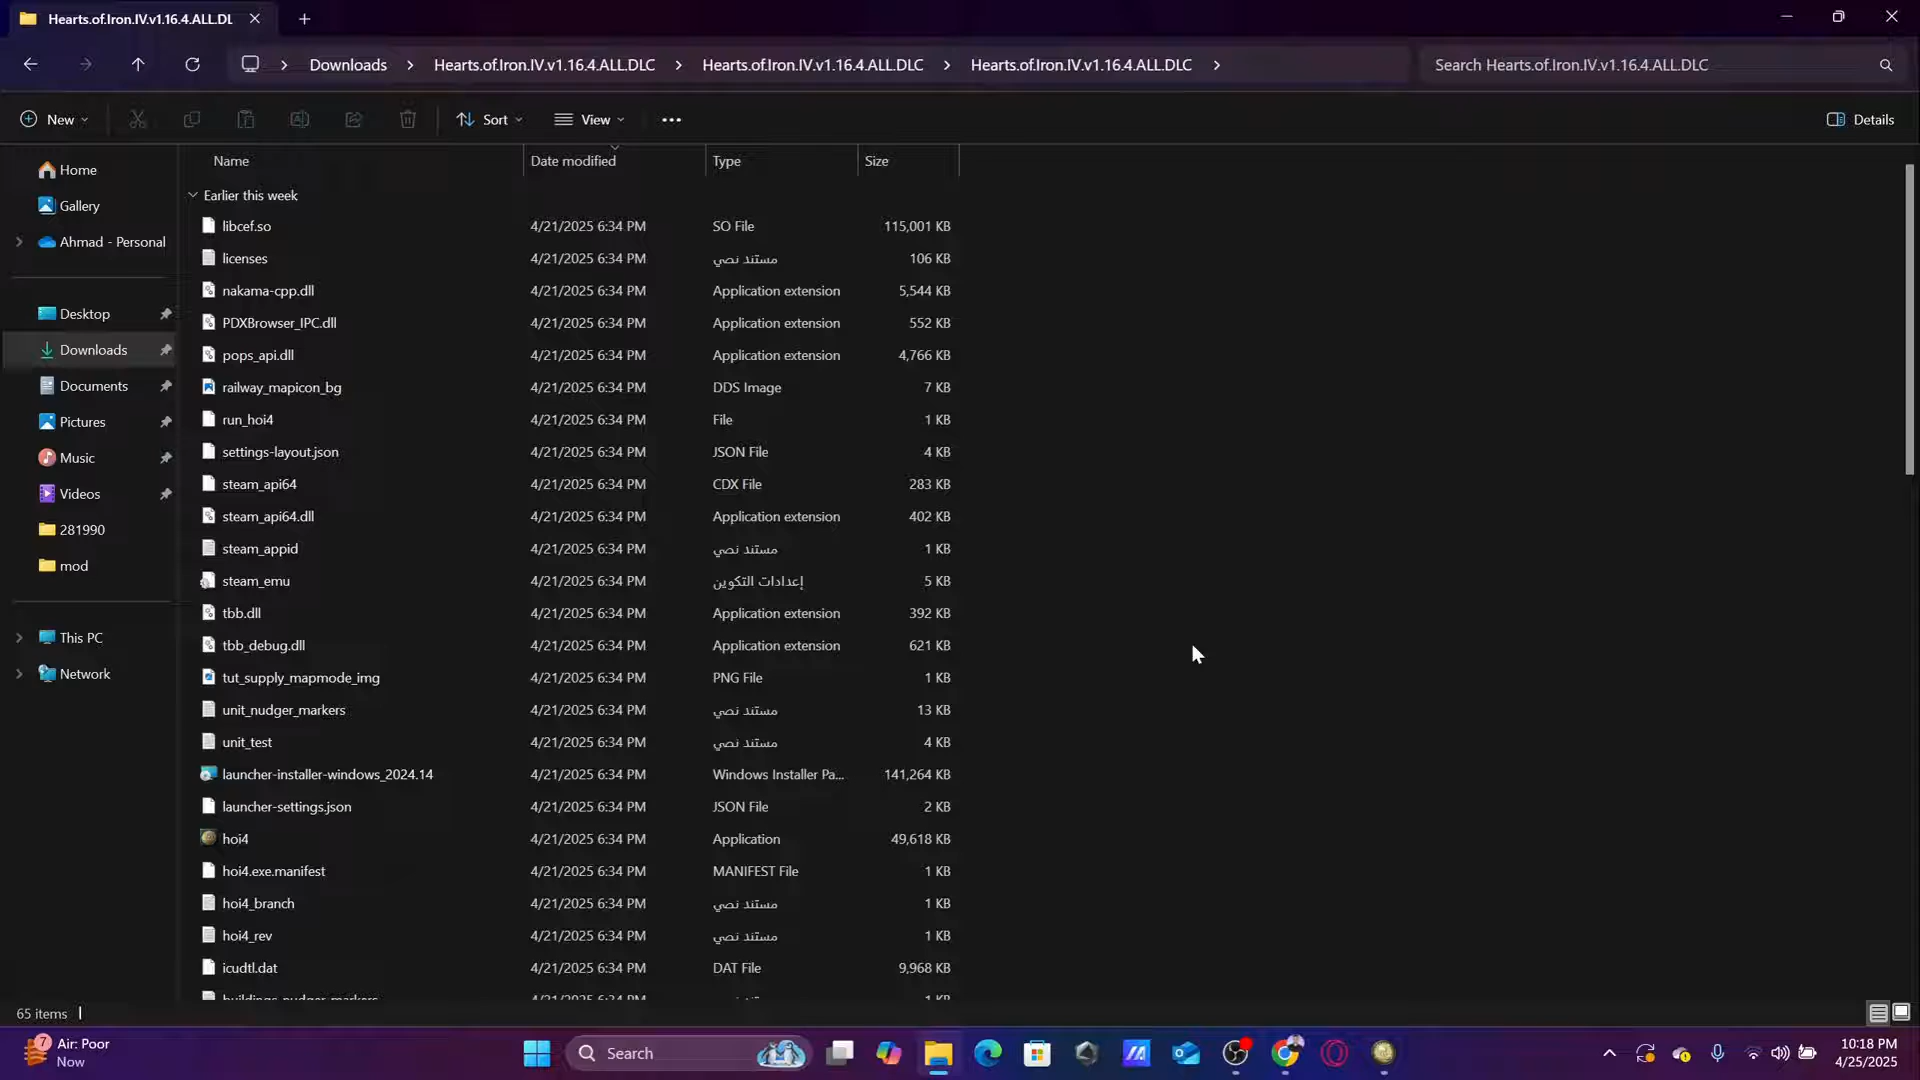 Hearts.of.Iron.IV.v1.16.4.ALL.DL
Downloads > Hearts.of.Iron.IV.v1.16.4.ALL.DLC > Hearts.of.Iron.IV.v1.16.4.ALL.DLC > Hearts.of.Iron.IV.v1.16.4.ALL.DLC >
Search Hearts.of.Iron.IV.v1.16.4.ALL.DLC
New
Sort
View
Details
Home
Gallery
Ahmad - Personal
Desktop
Downloads
Documents
Pictures
Music
Videos
281990
mod
This PC
Network
Name Date modified Type Size
Earlier this week
libcef.so 4/21/2025 6:34 PM SO File 115,001 KB
licenses 4/21/2025 6:34 PM مستند نصي 106 KB
nakama-cpp.dll 4/21/2025 6:34 PM Application extension 5,544 KB
PDXBrowser_IPC.dll 4/21/2025 6:34 PM Application extension 552 KB
pops_api.dll 4/21/2025 6:34 PM Application extension 4,766 KB
railway_mapicon_bg 4/21/2025 6:34 PM DDS Image 7 KB
run_hoi4 4/21/2025 6:34 PM File 1 KB
settings-layout.json 4/21/2025 6:34 PM JSON File 4 KB
steam_api64 4/21/2025 6:34 PM CDX File 283 KB
steam_api64.dll 4/21/2025 6:34 PM Application extension 402 KB
steam_appid 4/21/2025 6:34 PM مستند نصي 1 KB
steam_emu 4/21/2025 6:34 PM إعدادات التكوين 5 KB
tbb.dll 4/21/2025 6:34 PM Application extension 392 KB
tbb_debug.dll 4/21/2025 6:34 PM Application extension 621 KB
tut_supply_mapmode_img 4/21/2025 6:34 PM PNG File 1 KB
unit_nudger_markers 4/21/2025 6:34 PM مستند نصي 13 KB
unit_test 4/21/2025 6:34 PM مستند نصي 4 KB
launcher-installer-windows_2024.14 4/21/2025 6:34 PM Windows Installer Pa... 141,264 KB
launcher-settings.json 4/21/2025 6:34 PM JSON File 2 KB
hoi4 4/21/2025 6:34 PM Application 49,618 KB
hoi4.exe.manifest 4/21/2025 6:34 PM MANIFEST File 1 KB
hoi4_branch 4/21/2025 6:34 PM مستند نصي 1 KB
hoi4_rev 4/21/2025 6:34 PM مستند نصي 1 KB
icudtl.dat 4/21/2025 6:34 PM DAT File 9,968 KB
buildings_nudger_markers 4/21/2025 6:34 PM 1 KB
65 items
7
Air: Poor
Now
Search
10:18 PM
4/25/2025